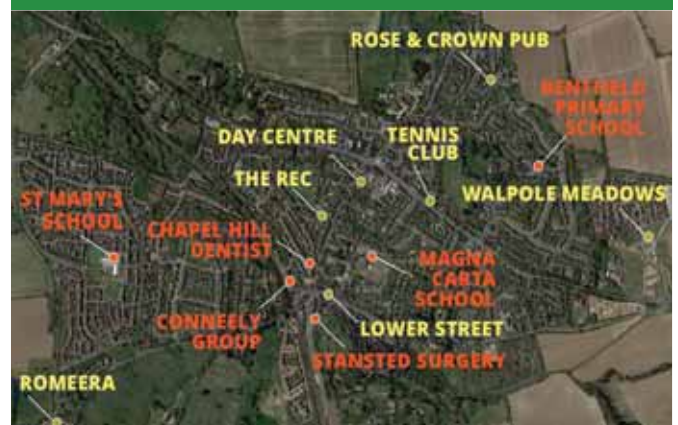 ROSE & CROWN PUB
BENTFIELD
PRIMARY
SCHOOL
DAY CENTRE
TENNIS
CLUB
THE REC
WALPOLE MEADOWS
ST MARY'S
SCHOOL
CHAPEL HILL
DENTIST
MAGNA
CARTA
SCHOOL
CONNEELY
GROUP
LOWER STREET
STANSTED SURGERY
ROMEERA